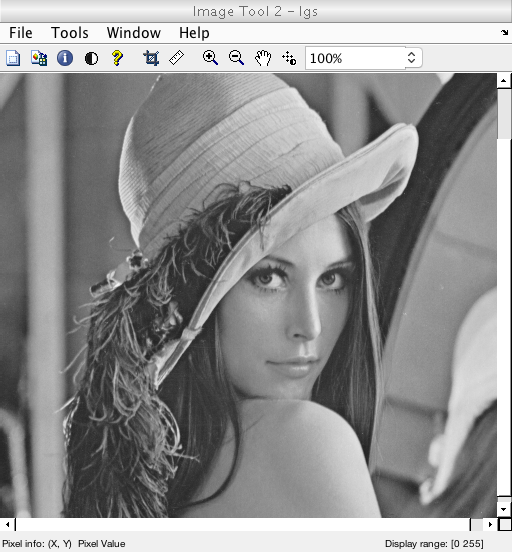 Image Tool 2 - lgs
File Tools Window Help
100%
Pixel info: (X, Y) Pixel Value
Display range: [0 255]